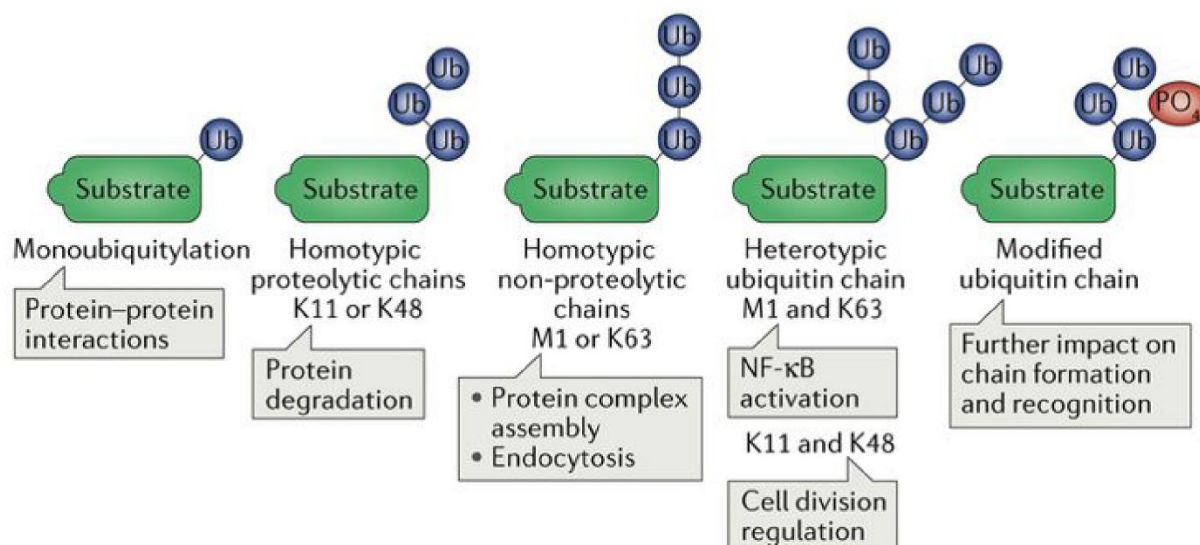 Ub
Substrate
Monoubiquitylation
Protein–protein
interactions
Ub
Ub
Ub
Substrate
Homotypic
proteolytic chains
K11 or K48
Protein
degradation
Ub
Ub
Ub
Substrate
Homotypic
non-proteolytic
chains
M1 or K63
• Protein complex
assembly
• Endocytosis
Ub
Ub
Ub
Ub
Ub
Substrate
Heterotypic
ubiquitin chain
M1 and K63
NF-κB
activation
K11 and K48
Cell division
regulation
Ub
Ub
PO4
Ub
Substrate
Modified
ubiquitin chain
Further impact on
chain formation
and recognition